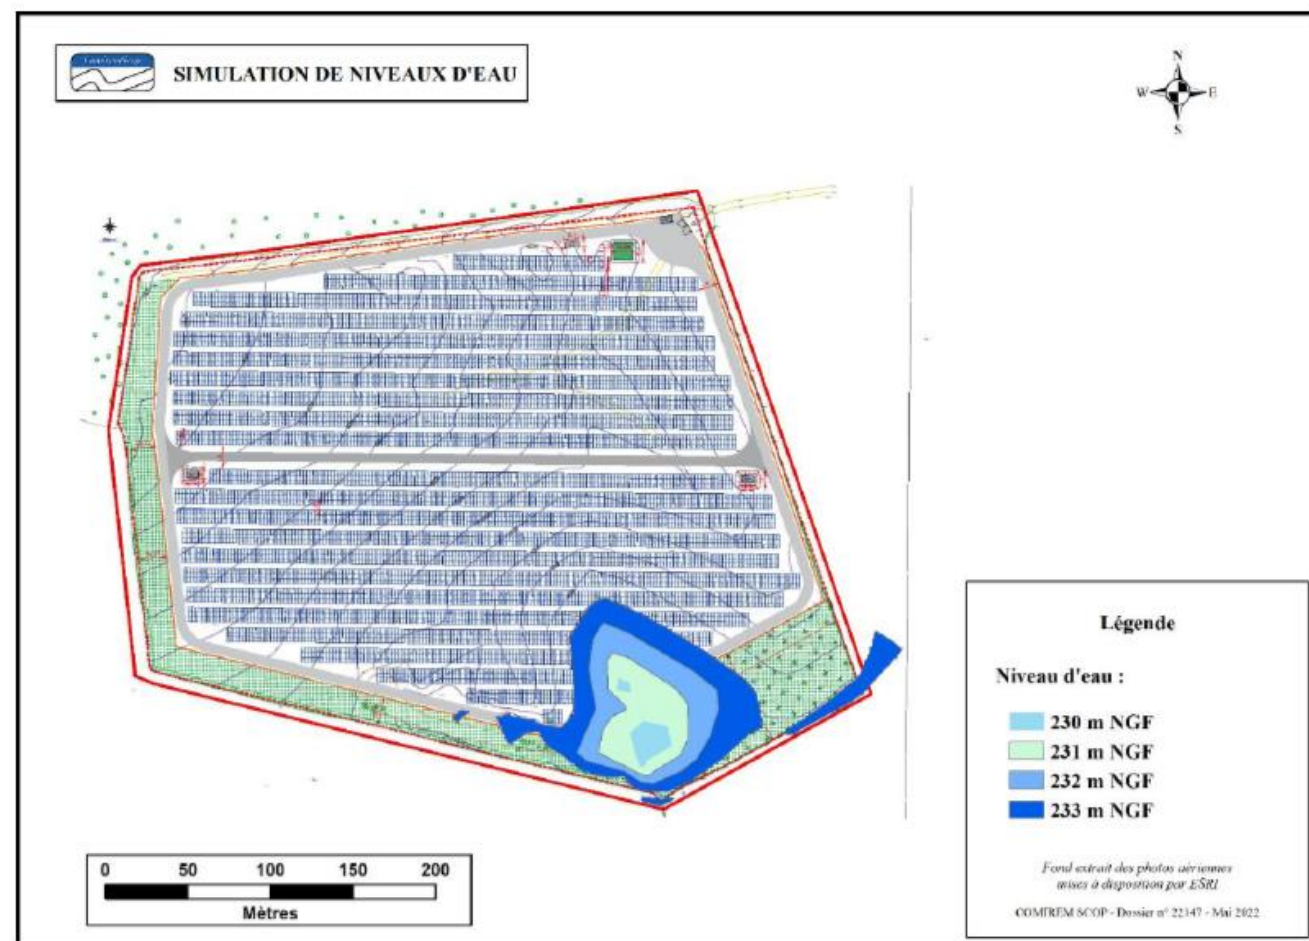 SIMULATION DE NIVEAUX D'EAU
N
W
E
S
Légende
Niveau d'eau :
230 m NGF
231 m NGF
232 m NGF
233 m NGF
0 50 100 150 200
Mètres
Fond extrait des photos aériennes
mises à disposition par ESRI
COMIREM SCOP - Dossier n° 22147 - Mai 2022